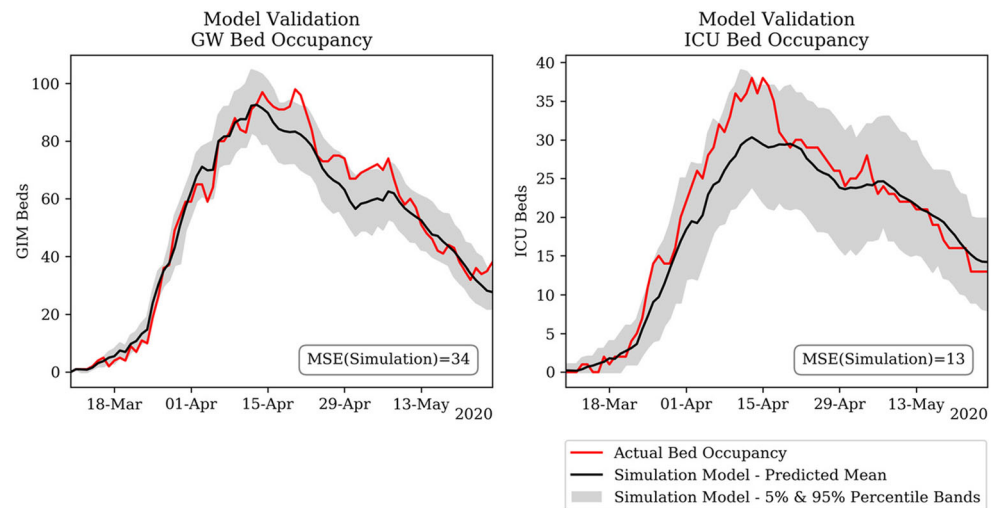 Model Validation
GW Bed Occupancy
GIM Beds
100
80
60
40
20
0
MSE(Simulation)=34
18-Mar 01-Apr 15-Apr 29-Apr 13-May
2020
Model Validation
ICU Bed Occupancy
ICU Beds
40
35
30
25
20
15
10
5
0
MSE(Simulation)=13
18-Mar 01-Apr 15-Apr 29-Apr 13-May
2020
Actual Bed Occupancy
Simulation Model - Predicted Mean
Simulation Model - 5% & 95% Percentile Bands